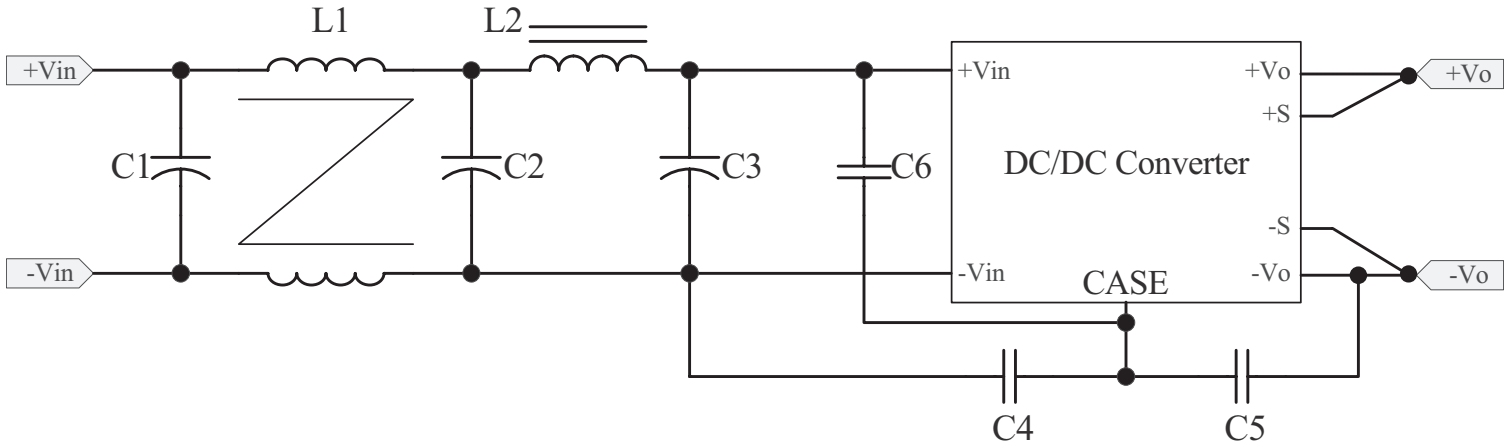 L1
L2
+Vin
+Vin
+Vo
+Vo
+S
C1
C2
C3
C6
DC/DC Converter
-S
-Vin
-Vin
CASE
-Vo
-Vo
C4
C5